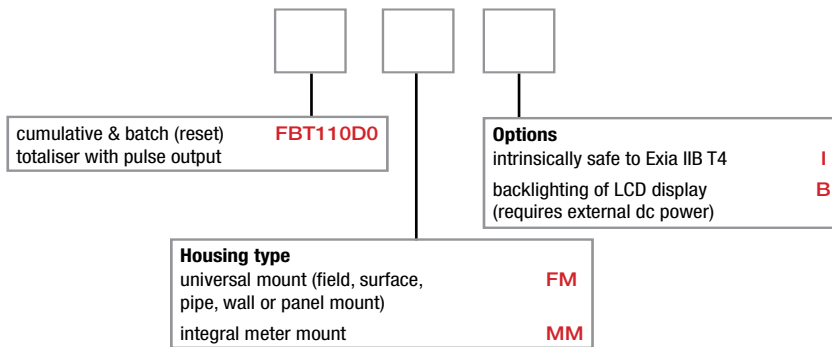 cumulative & batch (reset) FBT110D0
totaliser with pulse output
Options
intrinsically safe to Exia IIB T4 I
backlighting of LCD display B
(requires external dc power)
Housing type
universal mount (field, surface, FM
pipe, wall or panel mount)
integral meter mount MM